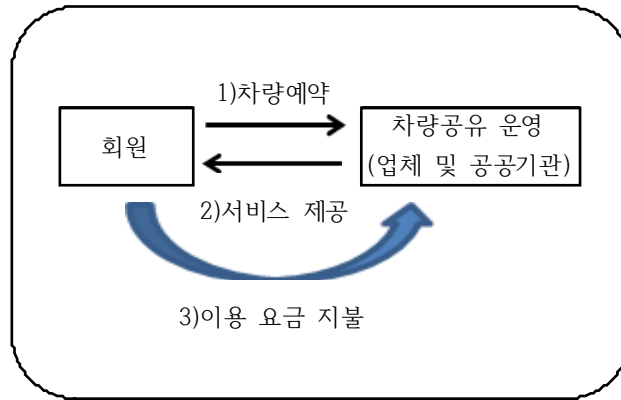 1)차량예약
회원
차량공유 운영
(업체 및 공공기관)
2)서비스 제공
3)이용 요금 지불